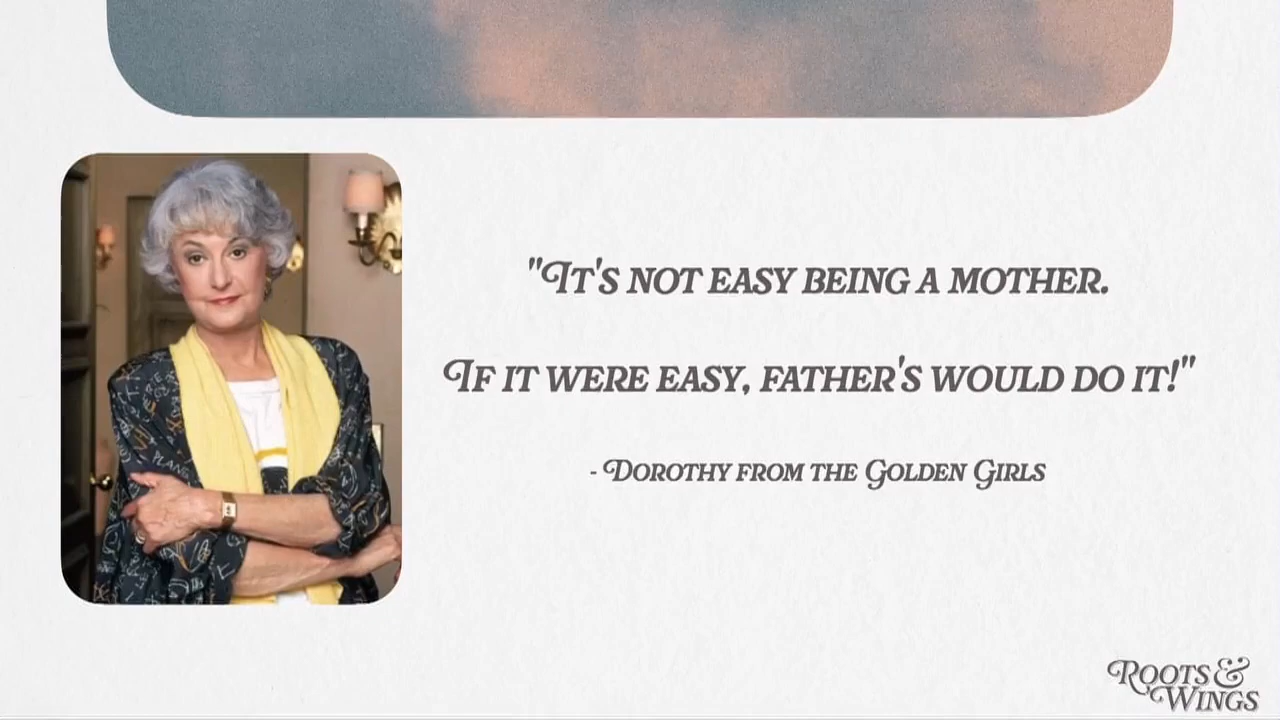 "It's not easy being a mother.
If it were easy, father's would do it!"
- Dorothy from the Golden Girls
Roots &
Wings